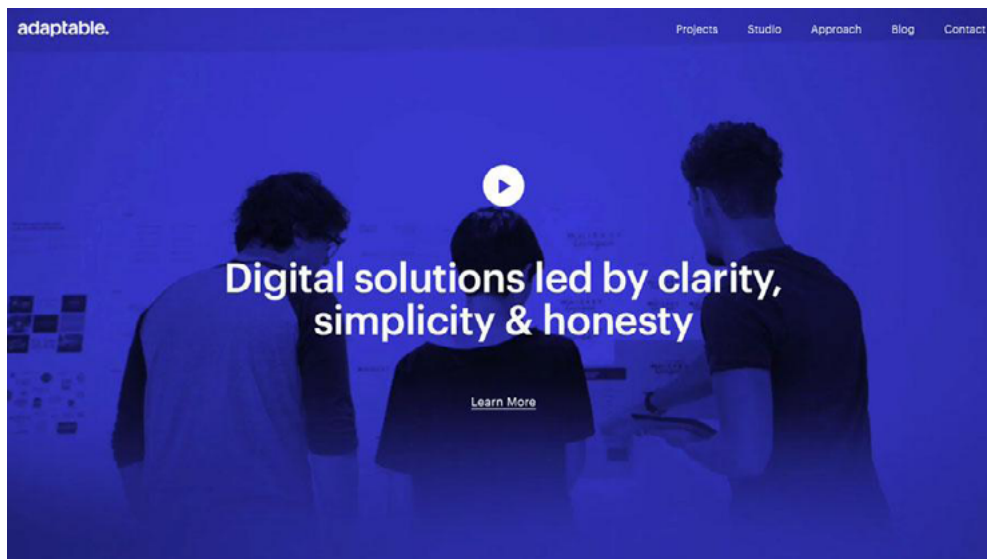 adaptable.
Projects Studio Approach Blog Contact
Digital solutions led by clarity,
simplicity & honesty
Learn More